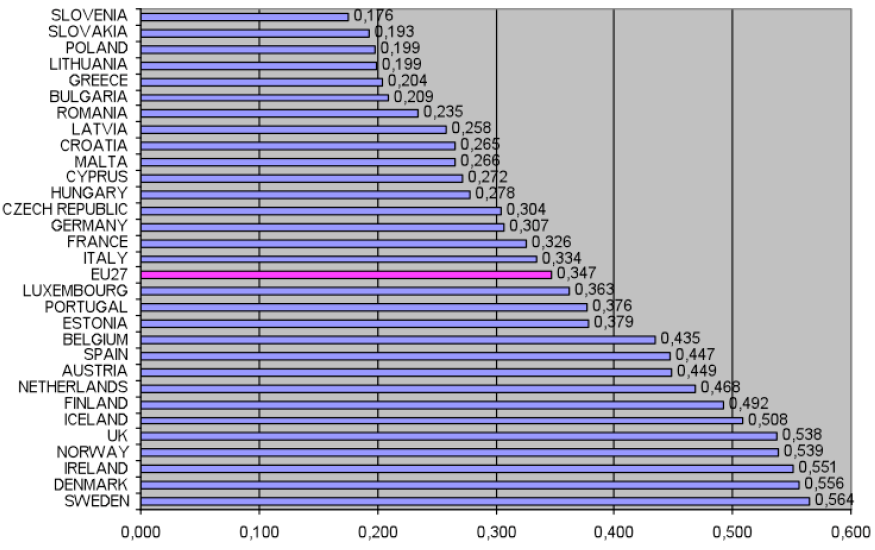 SLOVENIA 0,176
SLOVAKIA 0,193
POLAND 0,199
LITHUANIA 0,199
GREECE 0,204
BULGARIA 0,209
ROMANIA 0,235
LATVIA 0,258
CROATIA 0,265
MALTA 0,266
CYPRUS 0,272
HUNGARY 0,278
CZECH REPUBLIC 0,304
GERMANY 0,307
FRANCE 0,326
ITALY 0,334
EU27 0,347
LUXEMBOURG 0,363
PORTUGAL 0,376
ESTONIA 0,379
BELGIUM 0,435
SPAIN 0,447
AUSTRIA 0,449
NETHERLANDS 0,468
FINLAND 0,492
ICELAND 0,508
UK 0,538
NORWAY 0,539
IRELAND 0,551
DENMARK 0,556
SWEDEN 0,564
0,000 0,100 0,200 0,300 0,400 0,500 0,600